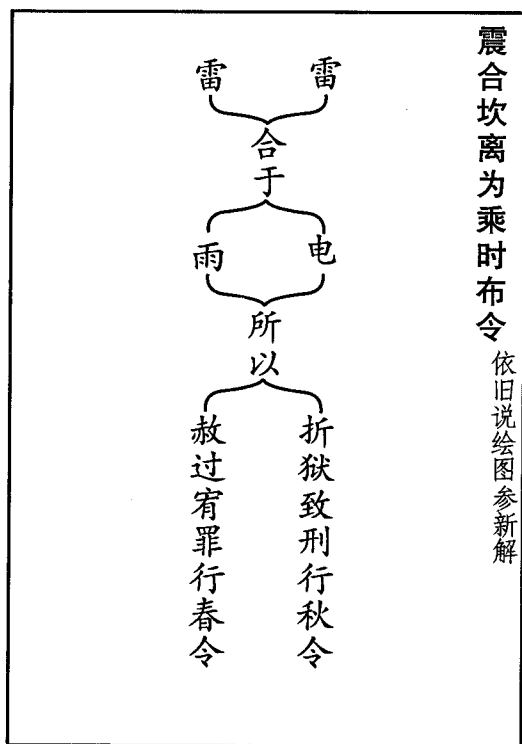 震合坎离为乘时布令
依旧说绘图参新解
雷
雷
合于
电
雨
所以
折狱致刑行秋令
赦过宥罪行春令